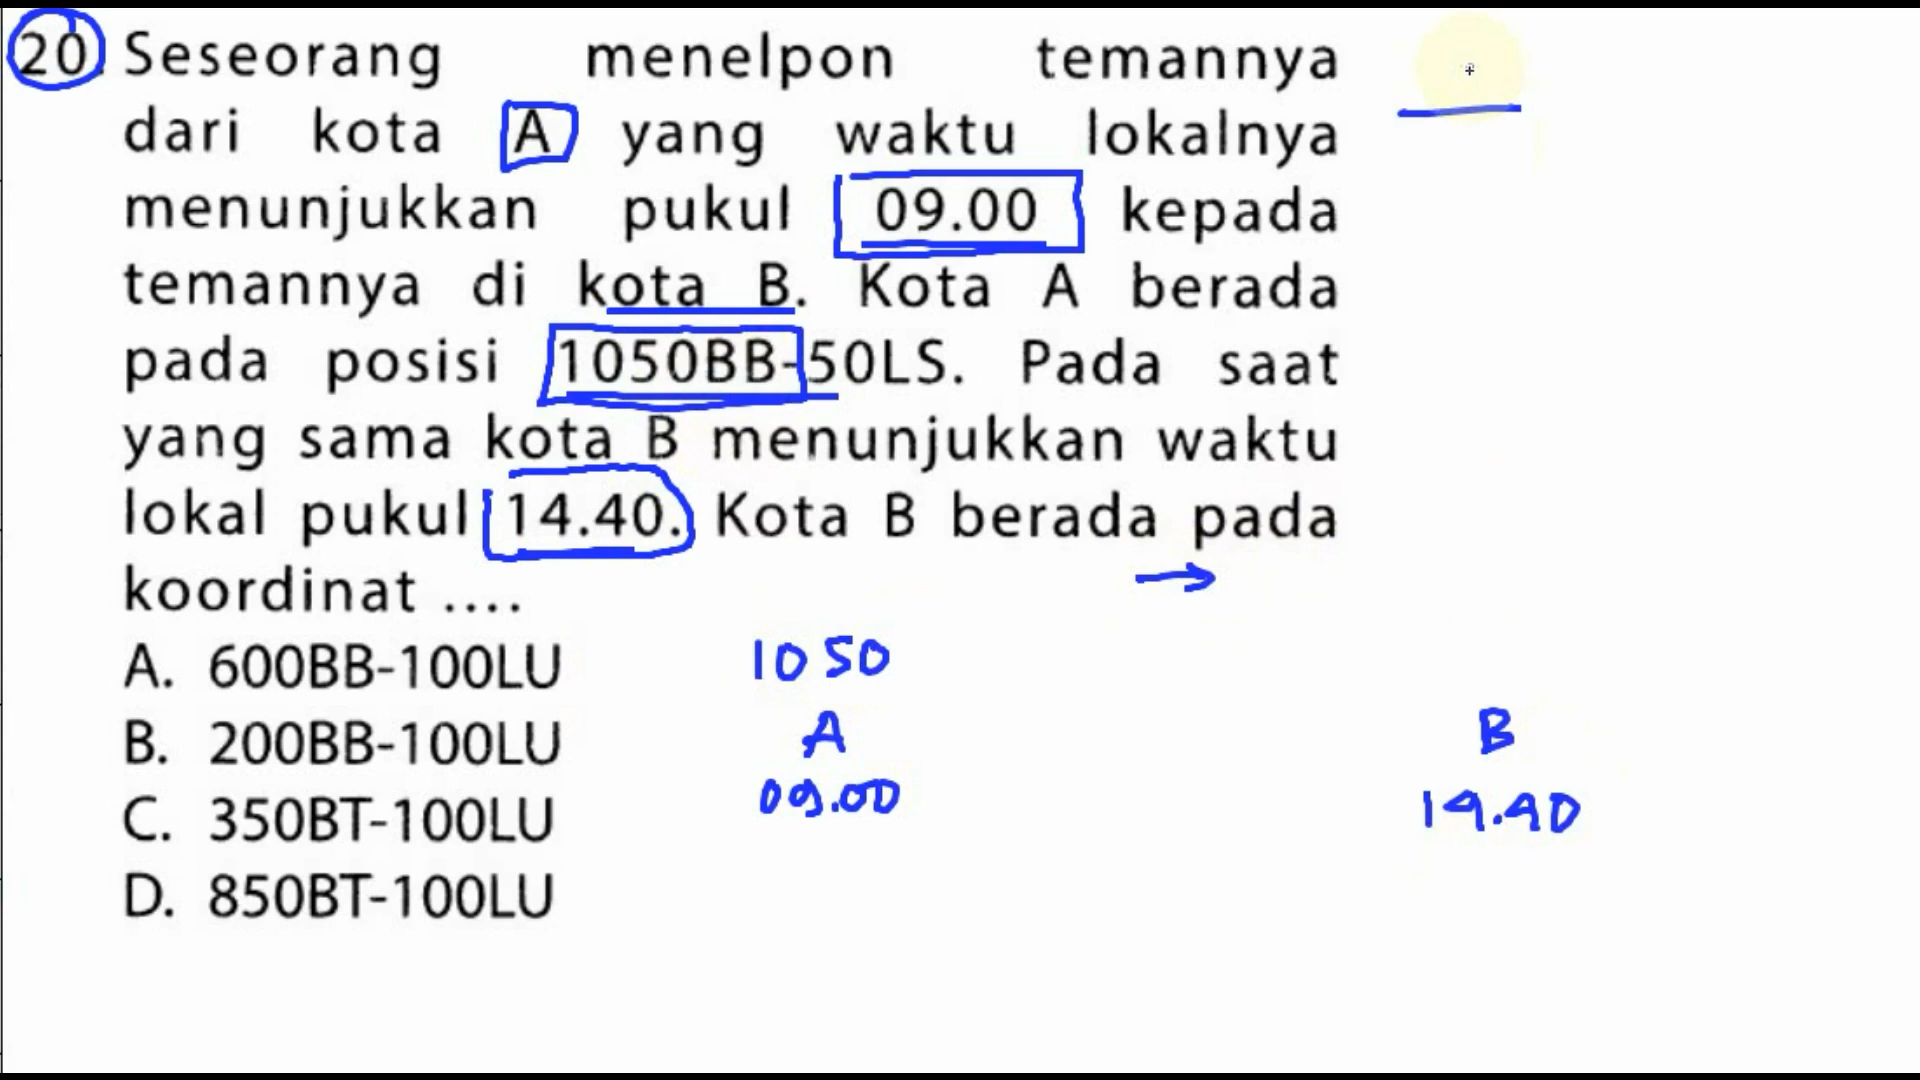 20. Seseorang menelpon temannya
dari kota A yang waktu lokalnya
menunjukkan pukul 09.00 kepada
temannya di kota B. Kota A berada
pada posisi 1050BB-50LS. Pada saat
yang sama kota B menunjukkan waktu
lokal pukul 14.40. Kota B berada pada
koordinat ....
A. 600BB-100LU
B. 200BB-100LU
C. 350BT-100LU
D. 850BT-100LU
1050
A
09.00
B
14.40